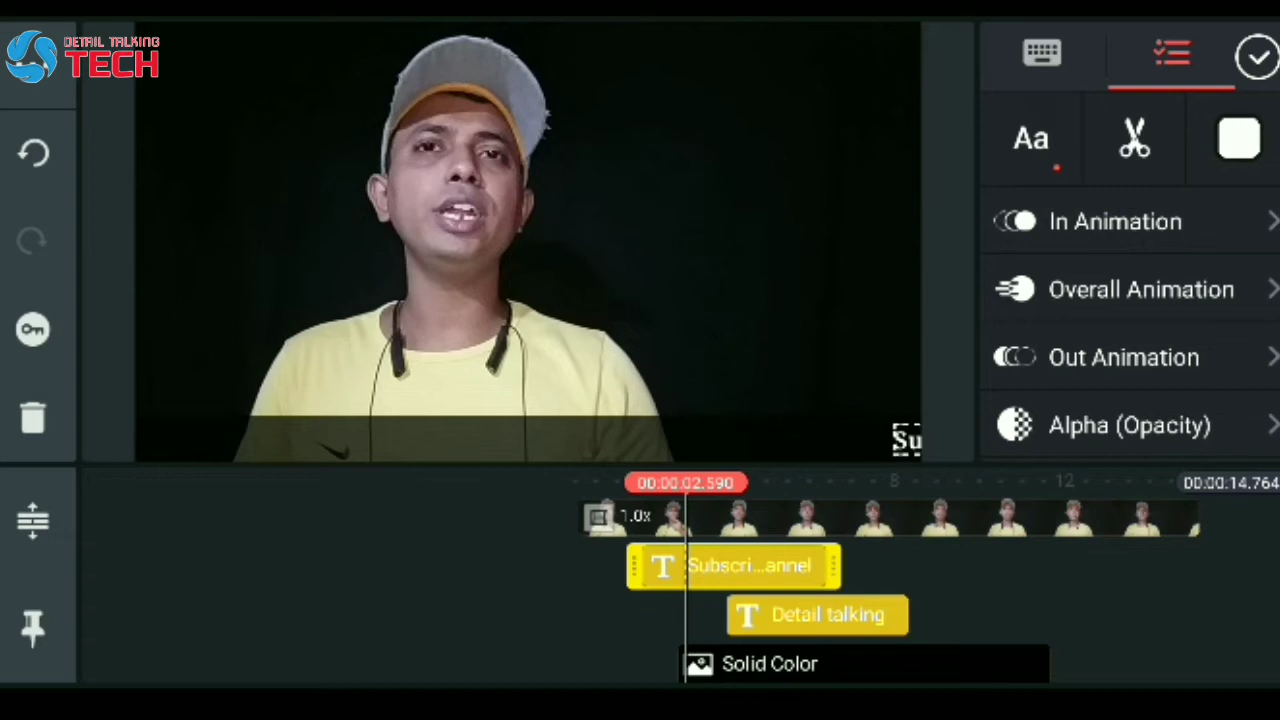 DETAIL TALKING
TECH
Aa
In Animation
Overall Animation
Out Animation
Alpha (Opacity)
Su
00:00:02.590
8
12
00:00:14.764
1.0x
T Subscri...annel
T Detail talking
Solid Color